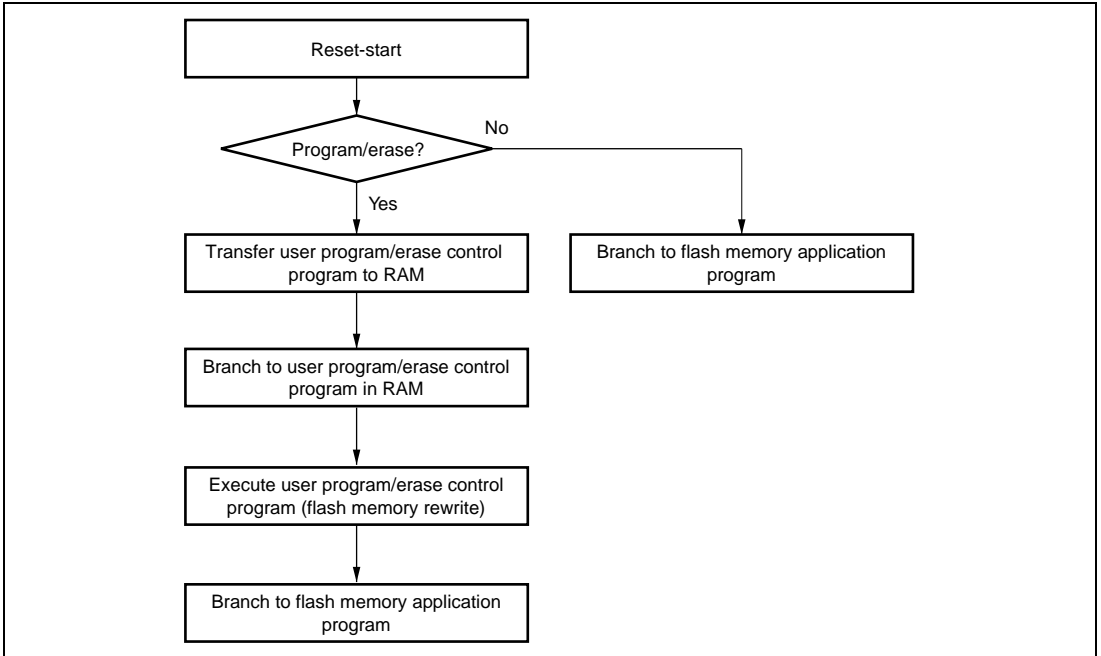 Reset-start
Program/erase?
No
Yes
Transfer user program/erase control
program to RAM
Branch to flash memory application
program
Branch to user program/erase control
program in RAM
Execute user program/erase control
program (flash memory rewrite)
Branch to flash memory application
program